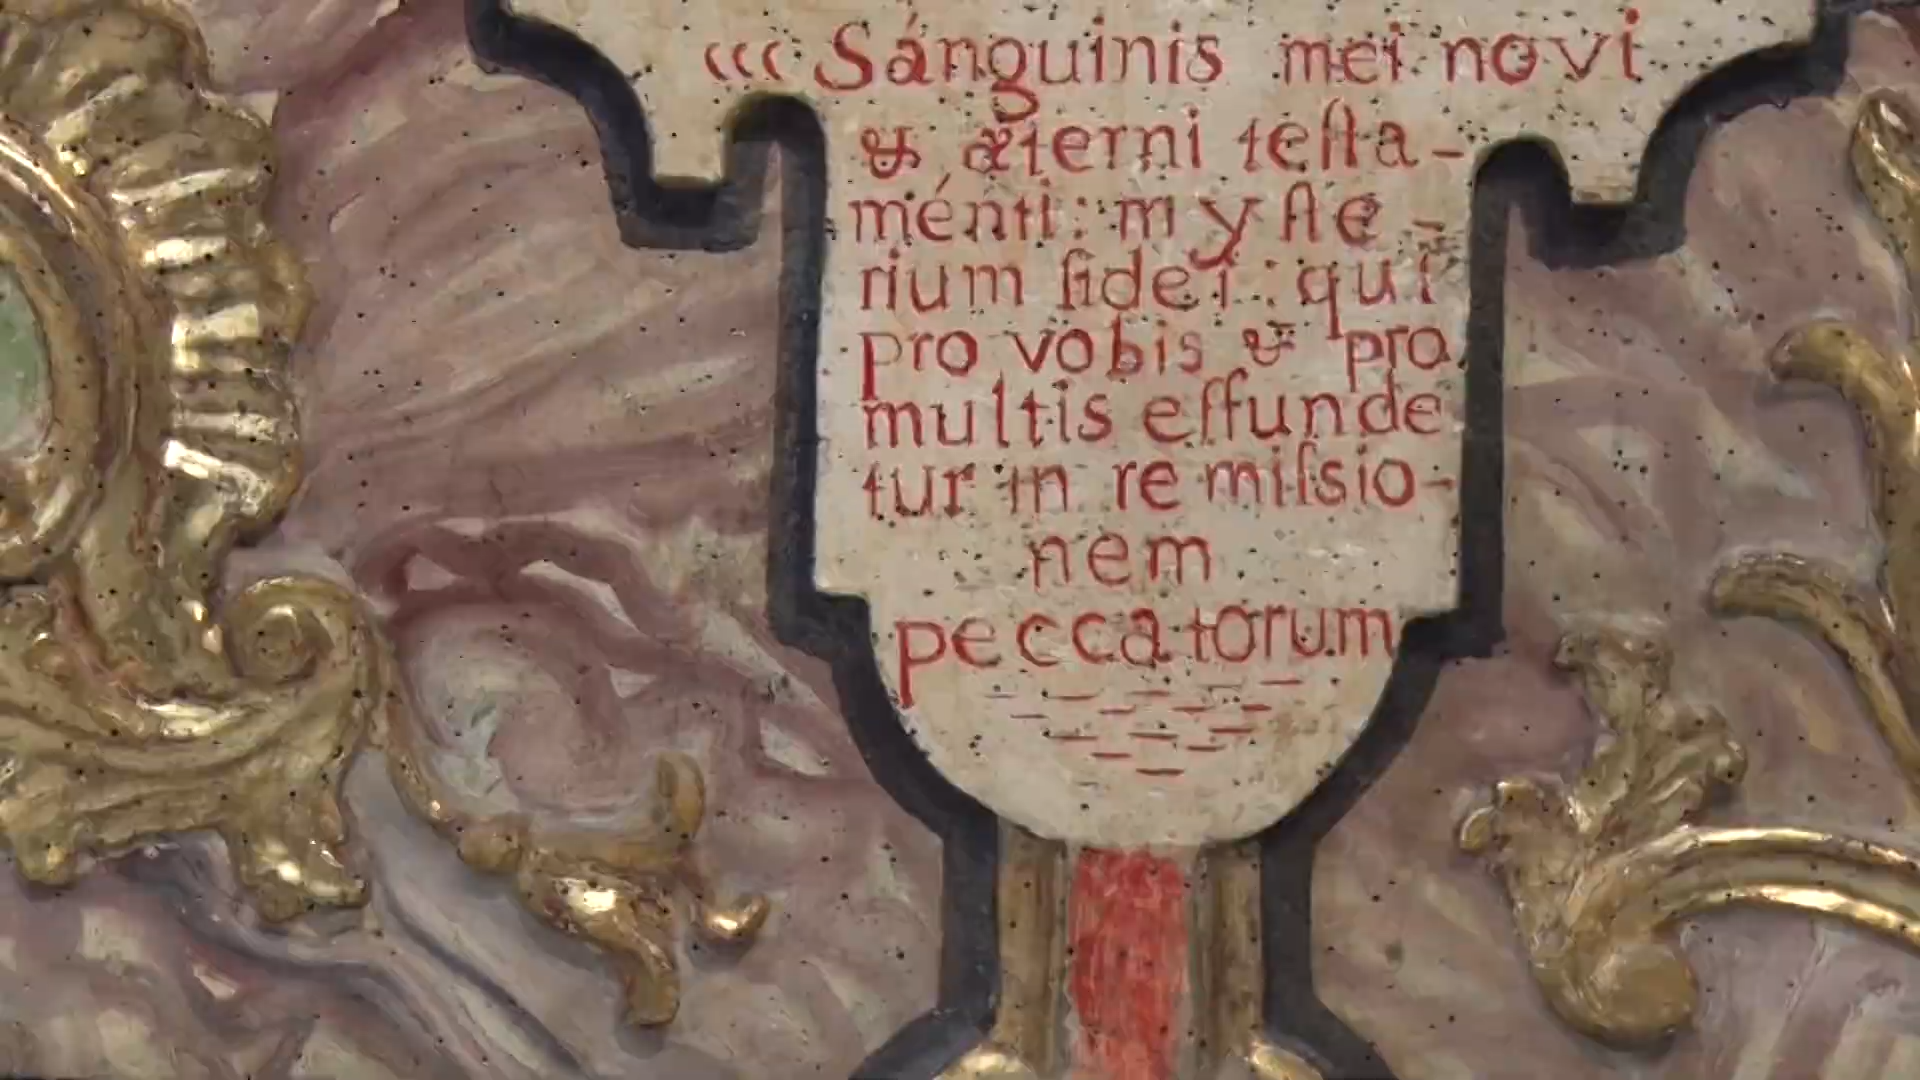 Sánguinis mei novi
& æterni teſta-
ménti: myſte-
rium fidei: qui
pro vobis & pro
multis effunde
tur in remiſsio-
nem
peccatorum